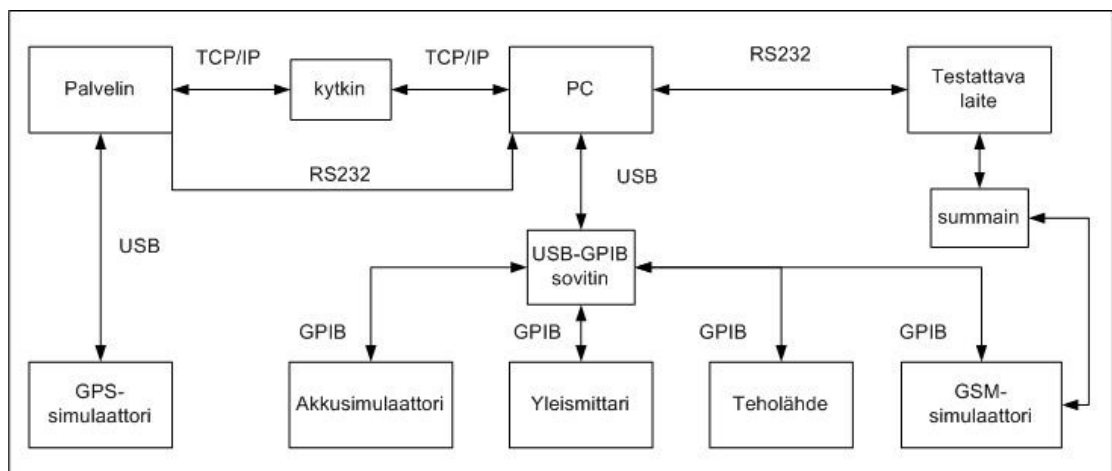 TCP/IP
TCP/IP
RS232
Palvelin
kytkin
PC
Testattava
laite
RS232
USB
summain
USB
USB-GPIB
sovitin
GPIB
GPIB
GPIB
GPIB
GPS-
simulaattori
Akkusimulaattori
Yleismittari
Teholähde
GSM-
simulaattori